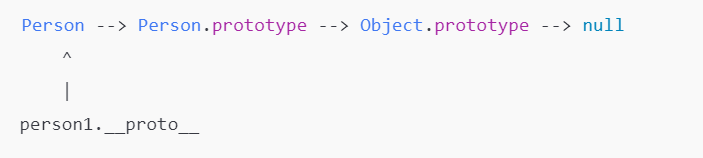 Person --> Person.prototype --> Object.prototype --> null
^
|
person1.__proto__